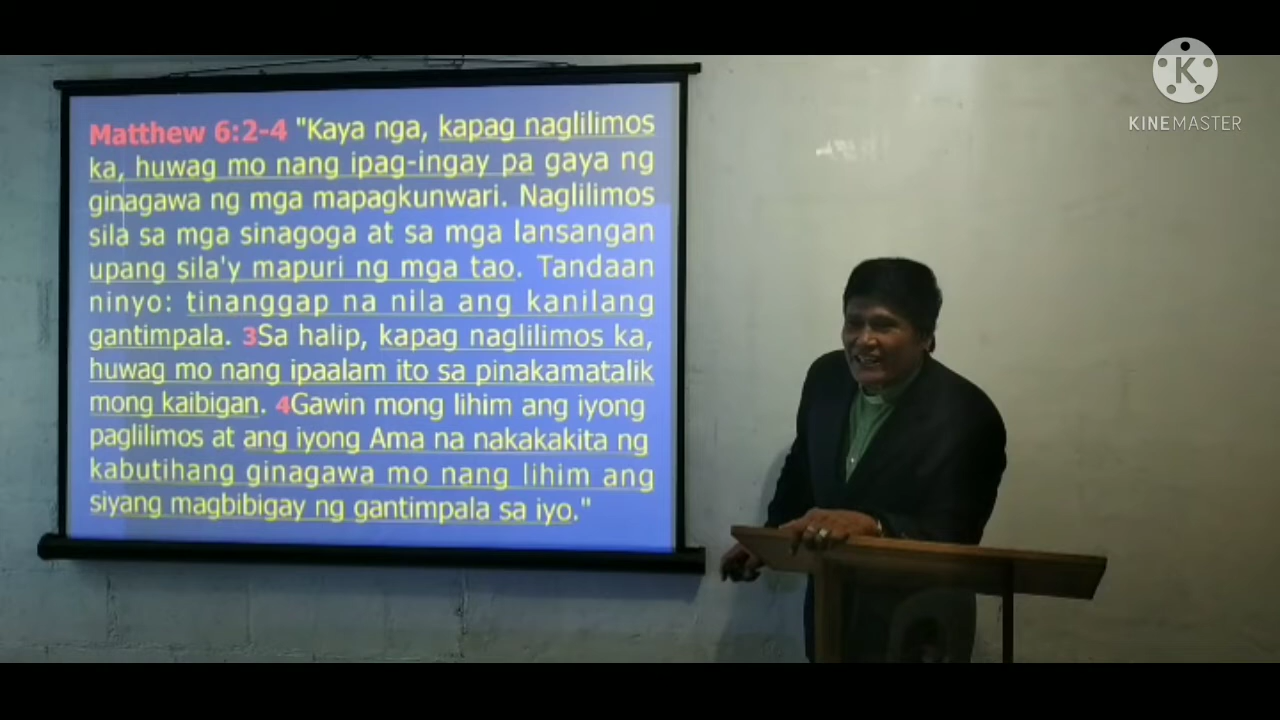 Matthew 6:2-4 "Kaya nga, kapag naglilimos
ka, huwag mo nang ipag-ingay pa gaya ng
ginagawa ng mga mapagkunwari. Naglilimos
sila sa mga sinagoga at sa mga lansangan
upang sila'y mapuri ng mga tao. Tandaan
ninyo: tinanggap na nila ang kanilang
gantimpala. 3Sa halip, kapag naglilimos ka,
huwag mo nang ipaalam ito sa pinakamatalik
mong kaibigan. 4Gawin mong lihim ang iyong
paglilimos at ang iyong Ama na nakakakita ng
kabutihang ginagawa mo nang lihim ang
siyang magbibigay ng gantimpala sa iyo."
K
KINEMASTER